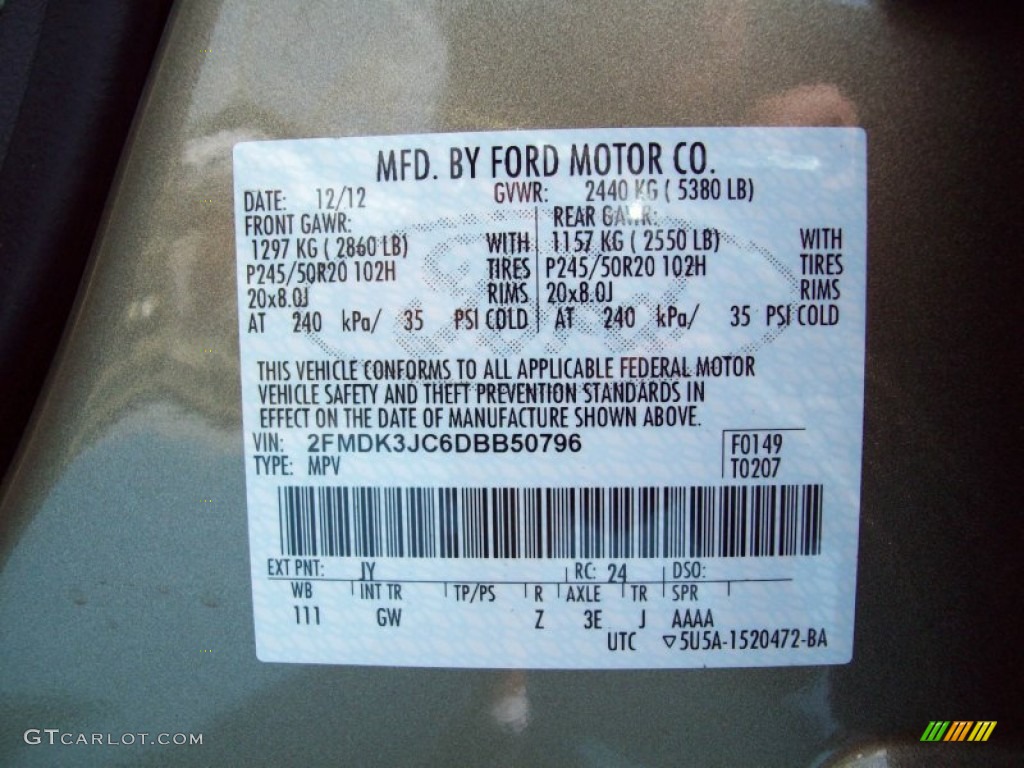 MFD. BY FORD MOTOR CO.
DATE: 12/12 GVWR: 2440 KG ( 5380 LB)
FRONT GAWR: REAR GAWR:
1297 KG ( 2860 LB) WITH 1157 KG ( 2550 LB) WITH
P245/50R20 102H TIRES P245/50R20 102H TIRES
20x8.0J RIMS 20x8.0J RIMS
AT 240 kPa/ 35 PSI COLD AT 240 kPa/ 35 PSI COLD
THIS VEHICLE CONFORMS TO ALL APPLICABLE FEDERAL MOTOR
VEHICLE SAFETY AND THEFT PREVENTION STANDARDS IN
EFFECT ON THE DATE OF MANUFACTURE SHOWN ABOVE.
VIN: 2FMDK3JC6DBB50796 F0149
TYPE: MPV T0207
EXT PNT: JY RC: 24 DSO:
WB INT TR TP/PS R AXLE TR SPR
111 GW Z 3E J AAAA
UTC ▽5U5A-1520472-BA
GTCARLOT.COM